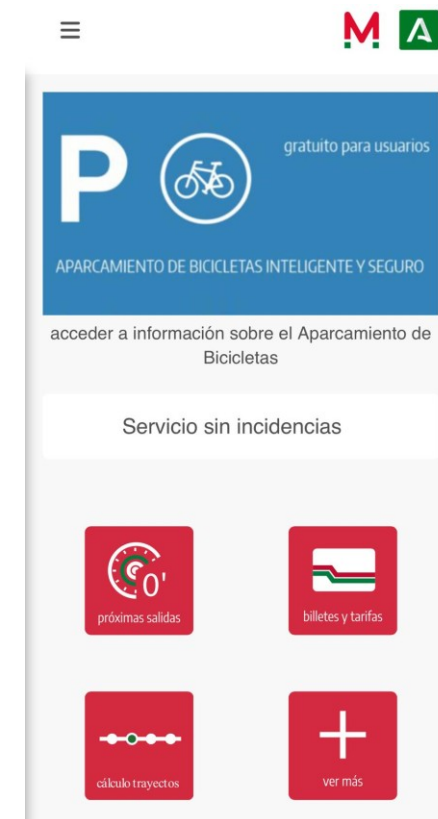 M A
P
gratuito para usuarios
APARCAMIENTO DE BICICLETAS INTELIGENTE Y SEGURO
acceder a información sobre el Aparcamiento de
Bicicletas
Servicio sin incidencias
0'
próximas salidas
billetes y tarifas
cálculo trayectos
ver más